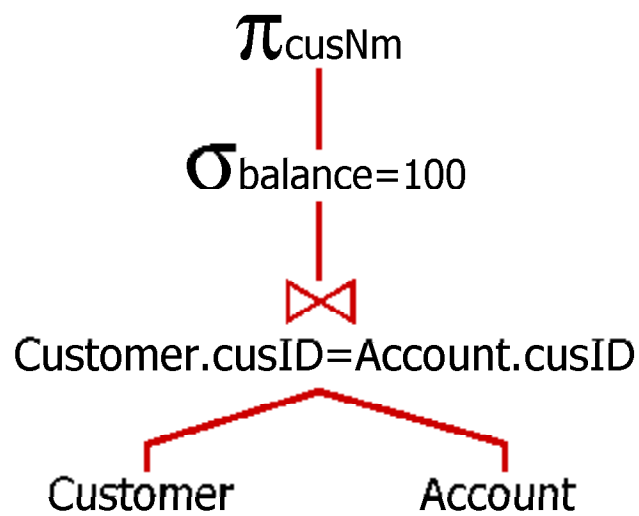 πcusNm
σbalance=100
⋈
Customer.cusID=Account.cusID
Customer Account